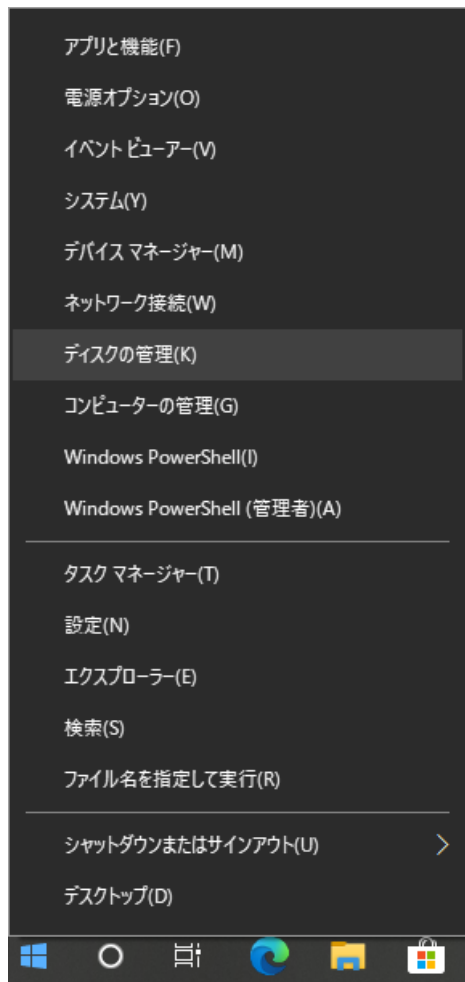 アプリと機能(F)
電源オプション(O)
イベント ビューアー(V)
システム(Y)
デバイス マネージャー(M)
ネットワーク接続(W)
ディスクの管理(K)
コンピューターの管理(G)
Windows PowerShell(I)
Windows PowerShell (管理者)(A)
タスク マネージャー(T)
設定(N)
エクスプローラー(E)
検索(S)
ファイル名を指定して実行(R)
シャットダウンまたはサインアウト(U)
デスクトップ(D)